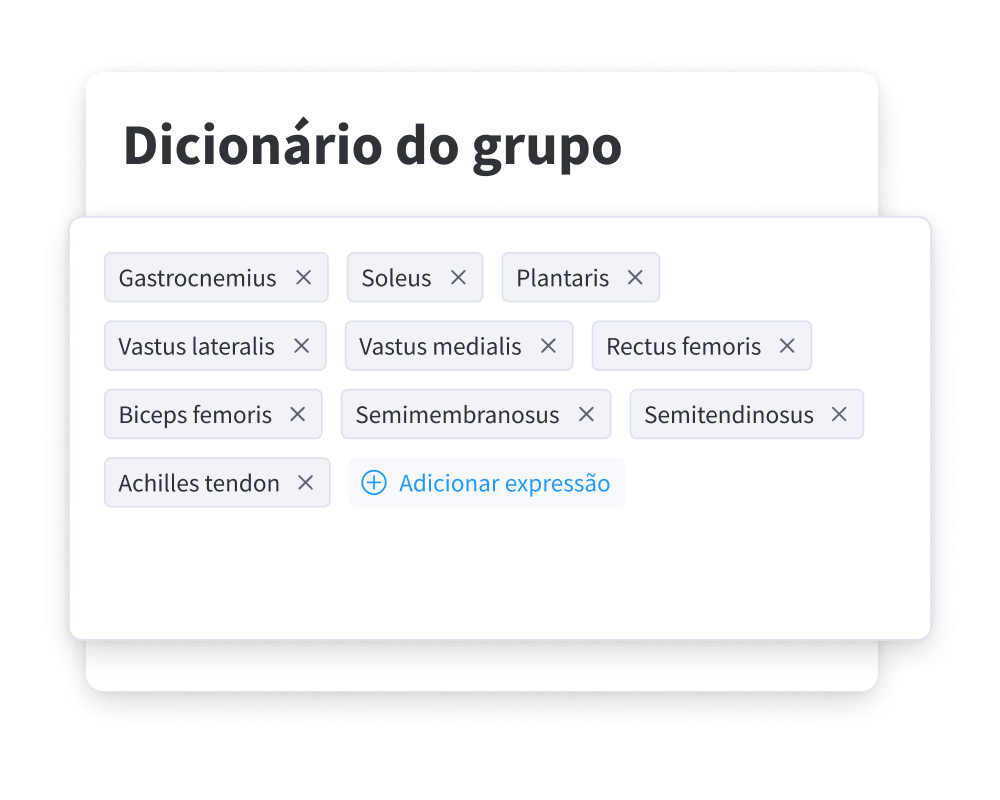 Dicionário do grupo
Gastrocnemius Soleus Plantaris
Vastus lateralis Vastus medialis Rectus femoris
Biceps femoris Semimembranosus Semitendinosus
Achilles tendon Adicionar expressão